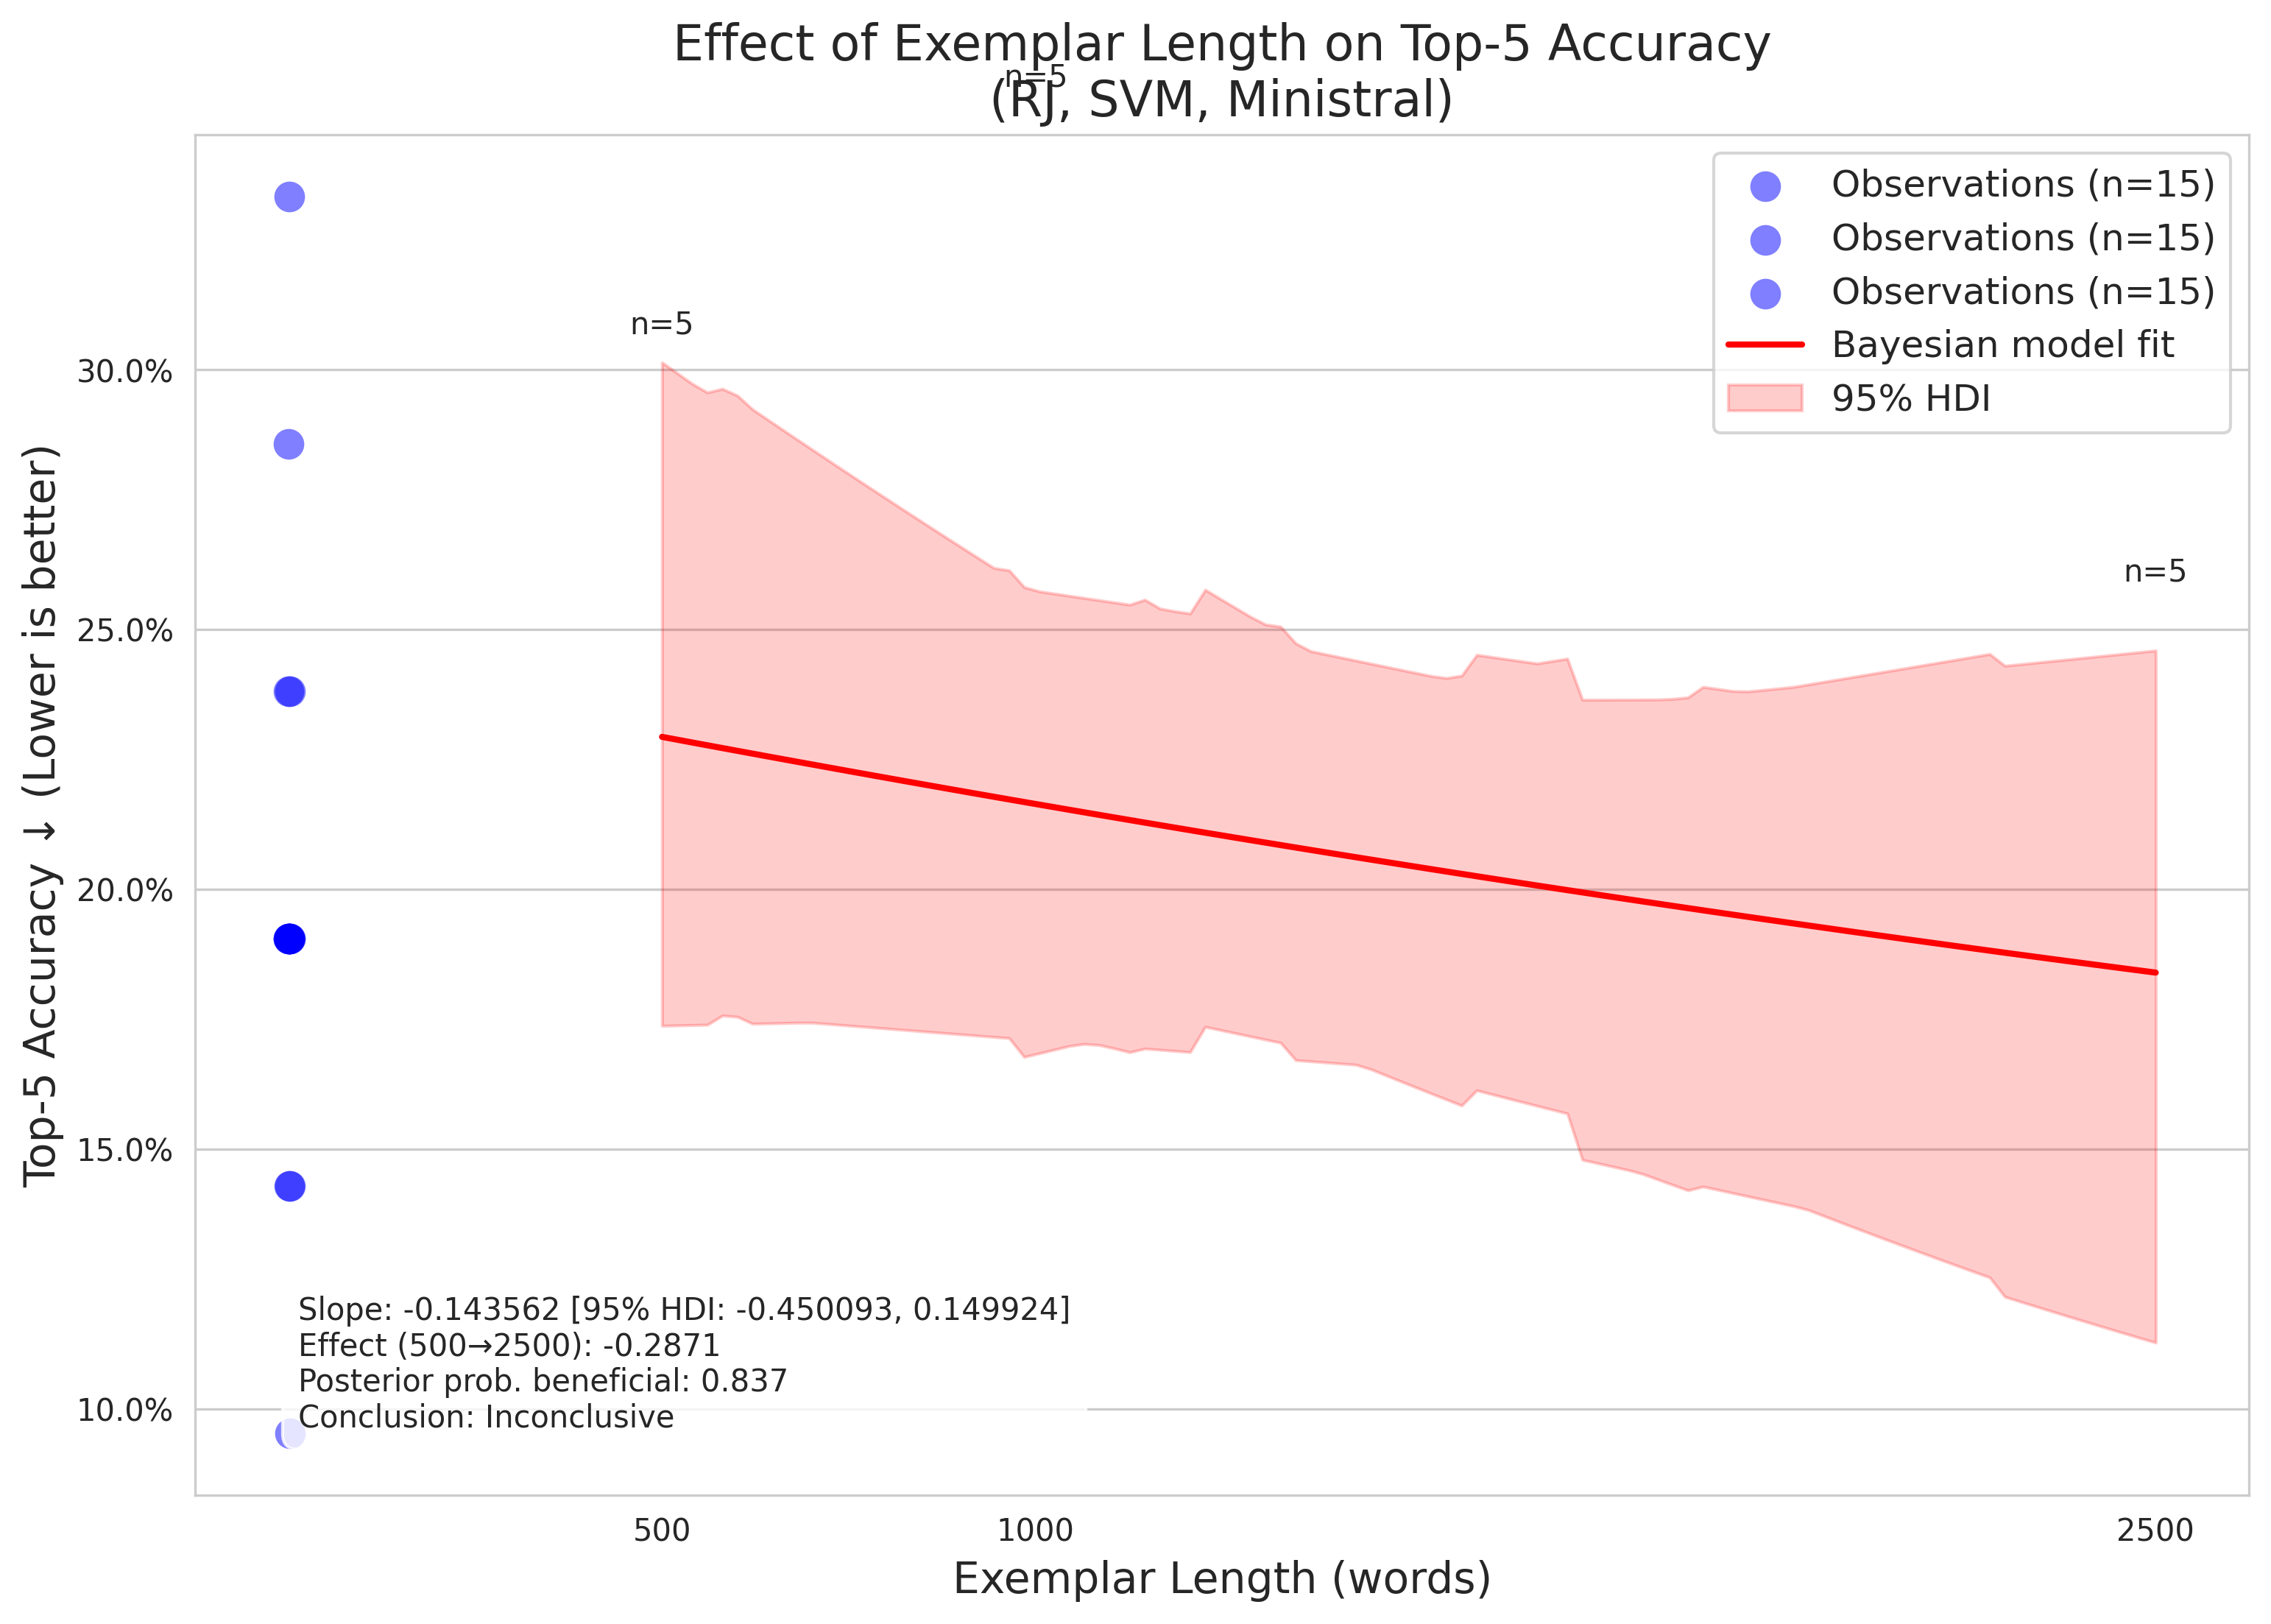 Effect of Exemplar Length on Top-5 Accuracy
n=5
(RJ, SVM, Ministral)
Observations (n=15)
Observations (n=15)
Observations (n=15)
Bayesian model fit
95% HDI
n=5
n=5
30.0%
25.0%
20.0%
15.0%
10.0%
Top-5 Accuracy ↓ (Lower is better)
Slope: -0.143562 [95% HDI: -0.450093, 0.149924]
Effect (500→2500): -0.2871
Posterior prob. beneficial: 0.837
Conclusion: Inconclusive
500 1000 2500
Exemplar Length (words)